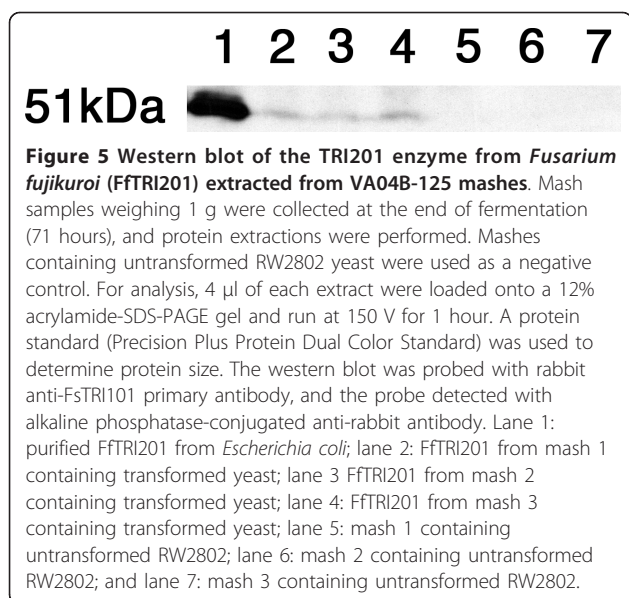 1 2 3 4 5 6 7
51kDa
Figure 5 Western blot of the TRI201 enzyme from Fusarium
fujikuroi (FfTRI201) extracted from VA04B-125 mashes. Mash
samples weighing 1 g were collected at the end of fermentation
(71 hours), and protein extractions were performed. Mashes
containing untransformed RW2802 yeast were used as a negative
control. For analysis, 4 μl of each extract were loaded onto a 12%
acrylamide-SDS-PAGE gel and run at 150 V for 1 hour. A protein
standard (Precision Plus Protein Dual Color Standard) was used to
determine protein size. The western blot was probed with rabbit
anti-FsTRI101 primary antibody, and the probe detected with
alkaline phosphatase-conjugated anti-rabbit antibody. Lane 1:
purified FfTRI201 from Escherichia coli; lane 2: FfTRI201 from mash 1
containing transformed yeast; lane 3 FfTRI201 from mash 2
containing transformed yeast; lane 4: FfTRI201 from mash 3
containing transformed yeast; lane 5: mash 1 containing
untransformed RW2802; lane 6: mash 2 containing untransformed
RW2802; and lane 7: mash 3 containing untransformed RW2802.